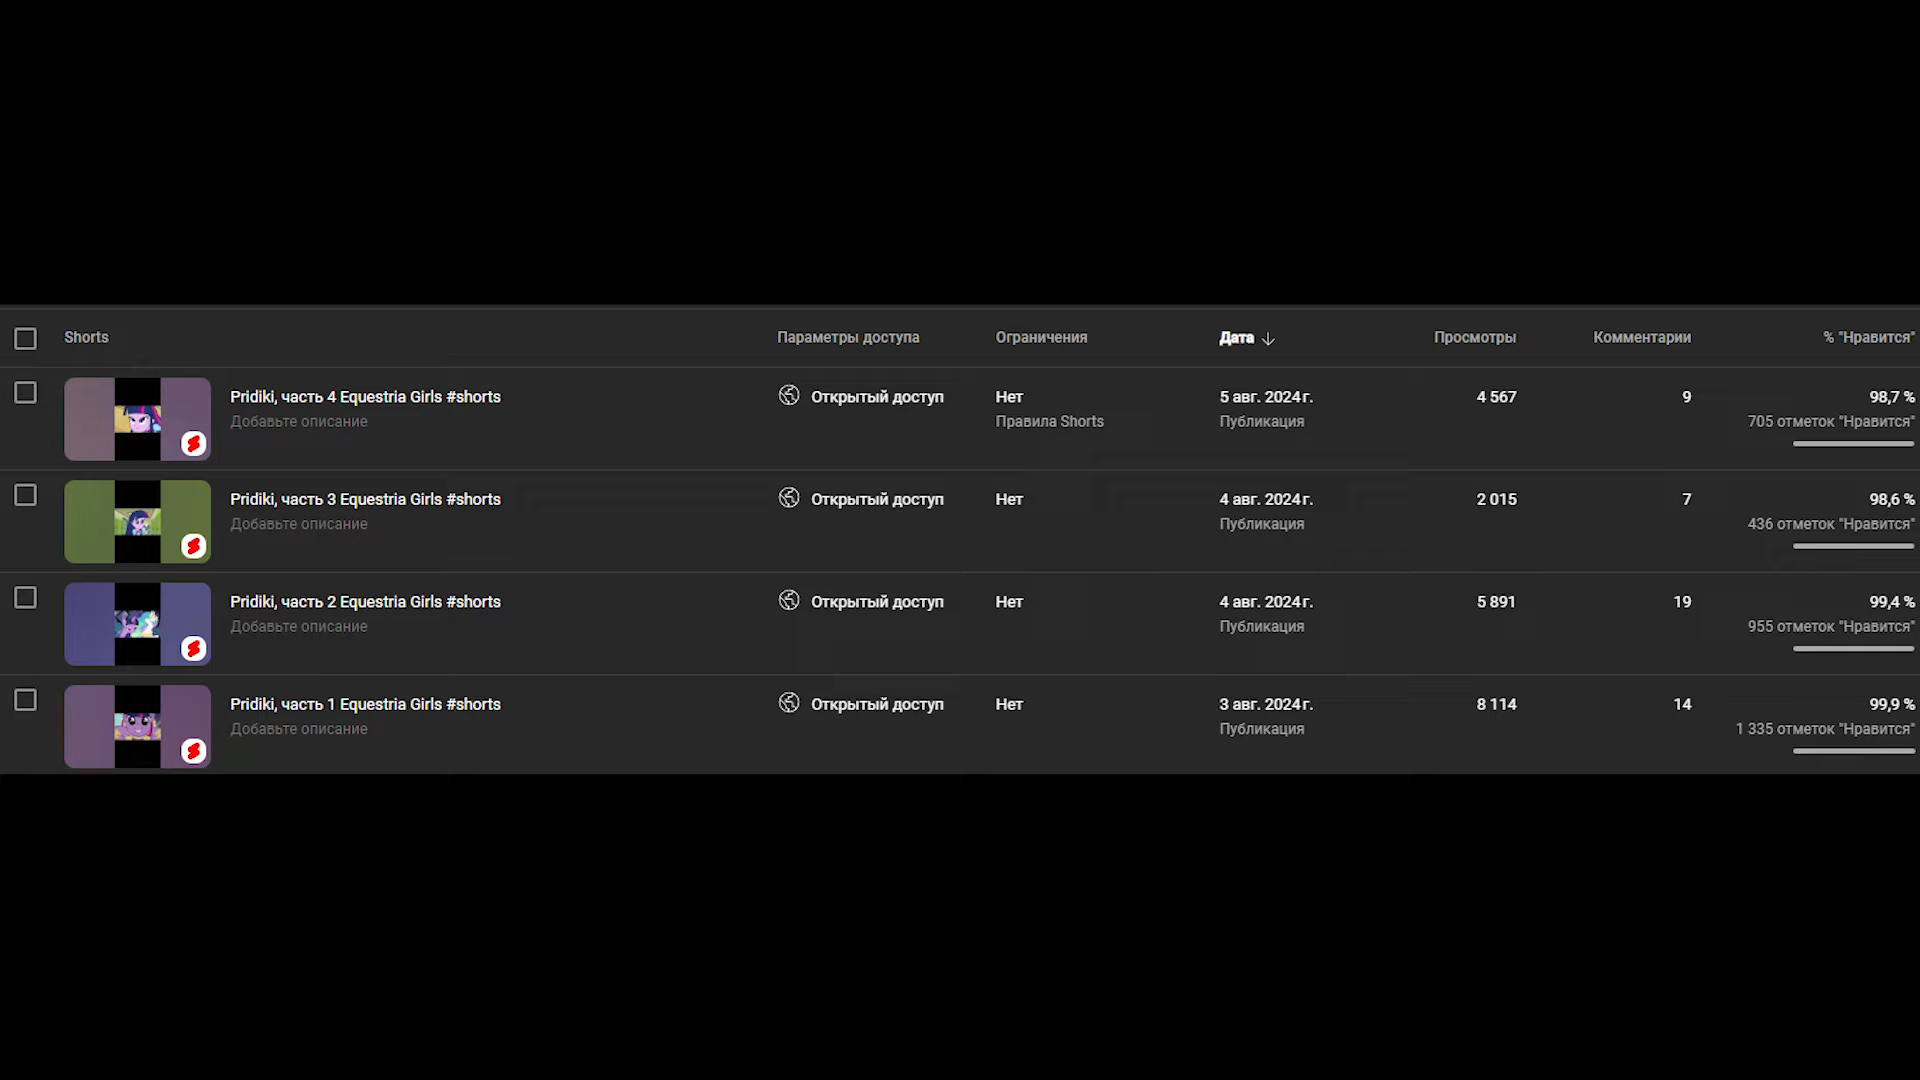 Shorts Параметры доступа Ограничения Дата Просмотры Комментарии % "Нравится"
Pridiki, часть 4 Equestria Girls #shorts Открытый доступ Нет 5 авг. 2024 г. 4 567 9 98,7 %
Добавьте описание Правила Shorts Публикация 705 отметок "Нравится"
Pridiki, часть 3 Equestria Girls #shorts Открытый доступ Нет 4 авг. 2024 г. 2 015 7 98,6 %
Добавьте описание Публикация 436 отметок "Нравится"
Pridiki, часть 2 Equestria Girls #shorts Открытый доступ Нет 4 авг. 2024 г. 5 891 19 99,4 %
Добавьте описание Публикация 955 отметок "Нравится"
Pridiki, часть 1 Equestria Girls #shorts Открытый доступ Нет 3 авг. 2024 г. 8 114 14 99,9 %
Добавьте описание Публикация 1 335 отметок "Нравится"